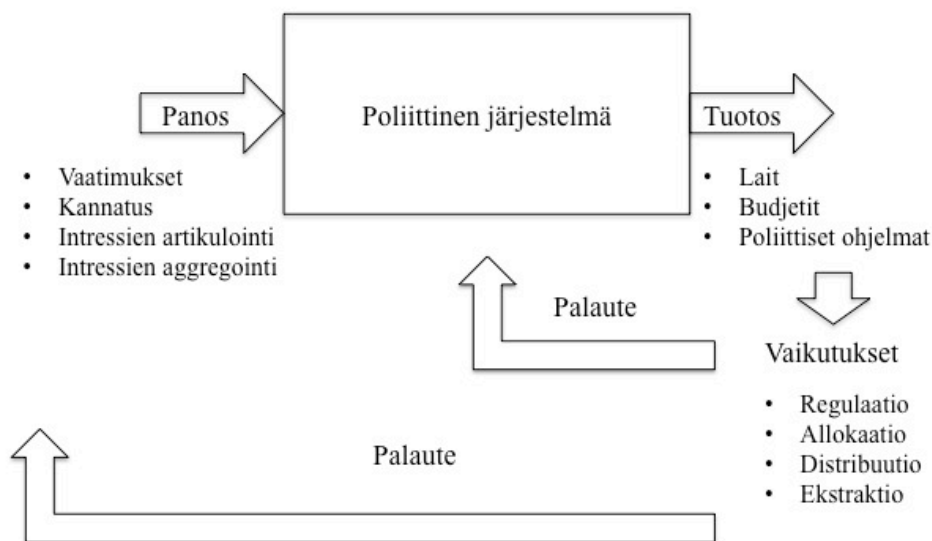 Panos
Poliittinen järjestelmä
Tuotos
• Vaatimukset
• Kannatus
• Intressien artikulointi
• Intressien aggregointi
• Lait
• Budjetit
• Poliittiset ohjelmat
Palaute
Vaikutukset
• Regulaatio
• Allokaatio
• Distribuutio
• Ekstraktio
Palaute